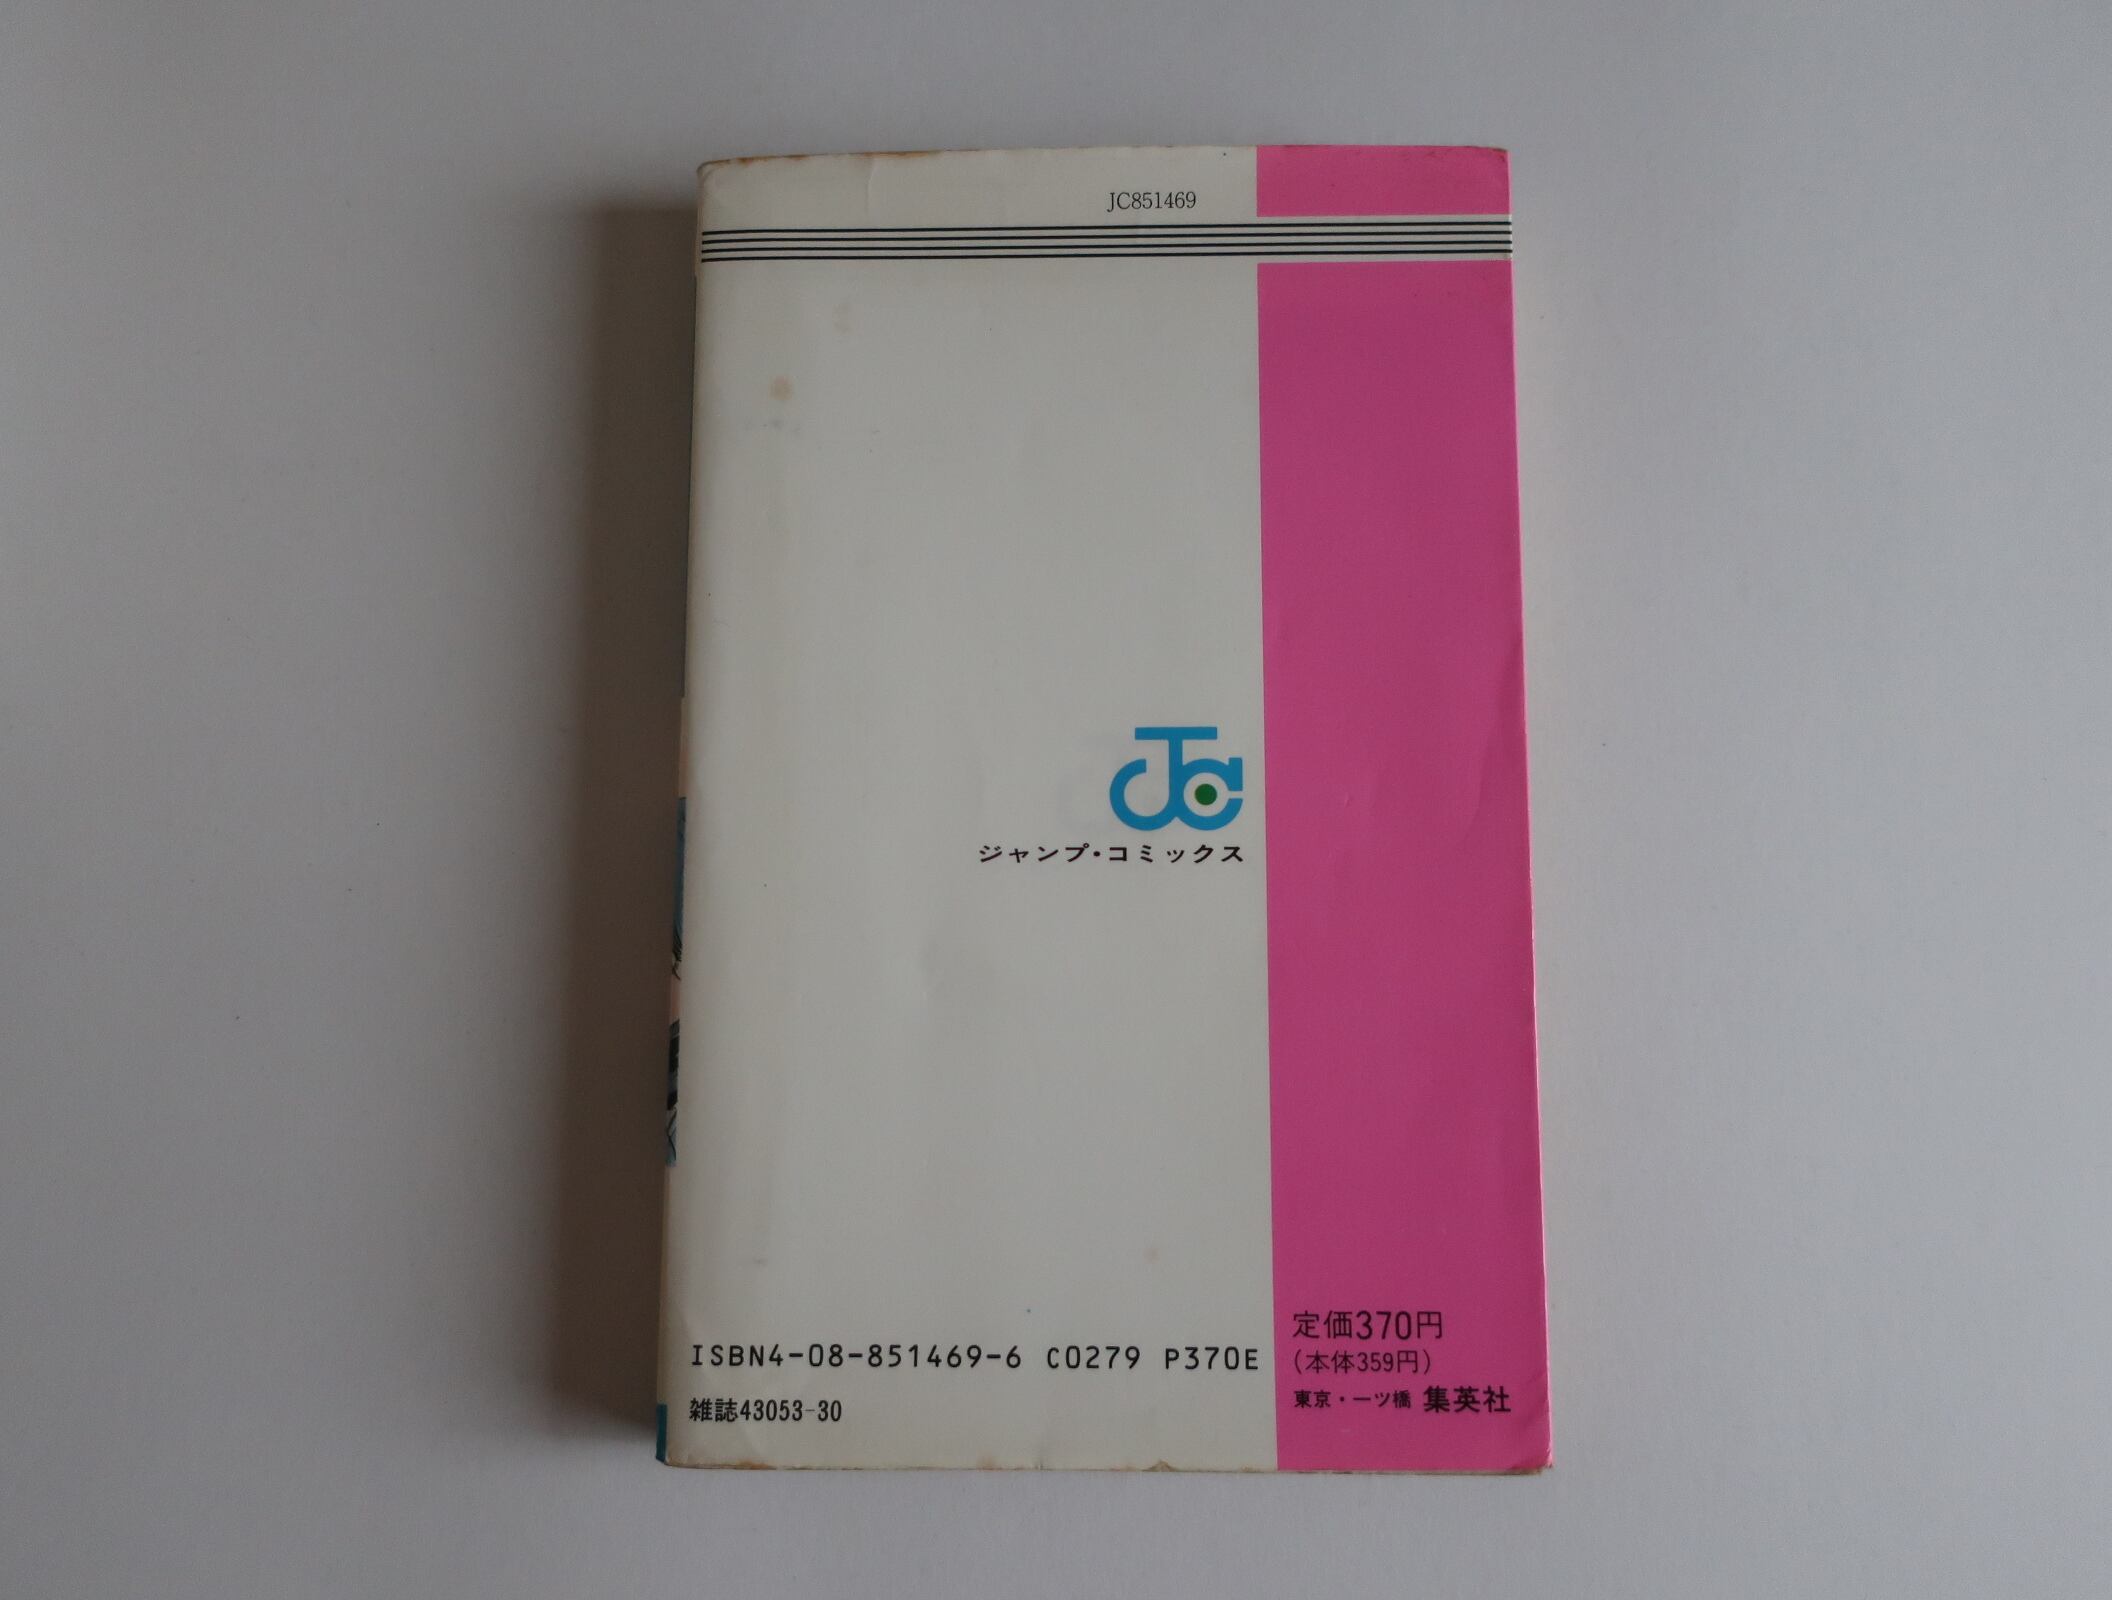 JC851469
JC
ジャンプ・コミックス
ISBN4-08-851469-6 C0279 P370E
雑誌43053-30
定価370円
(本体359円)
東京・一ツ橋 集英社